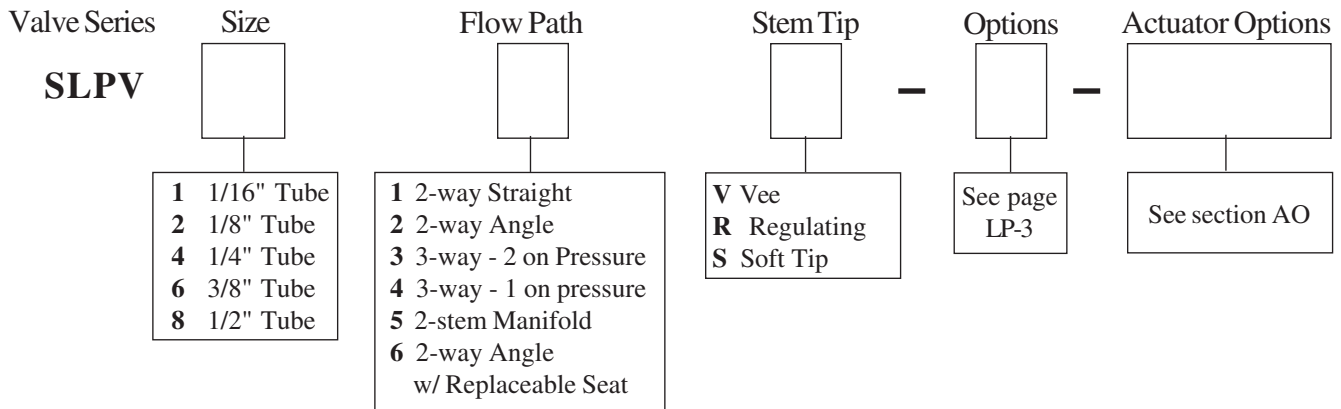 Valve Series Size Flow Path Stem Tip Options Actuator Options
SLPV – –
1 1/16" Tube
2 1/8" Tube
4 1/4" Tube
6 3/8" Tube
8 1/2" Tube
1 2-way Straight
2 2-way Angle
3 3-way - 2 on Pressure
4 3-way - 1 on pressure
5 2-stem Manifold
6 2-way Angle
w/ Replaceable Seat
V Vee
R Regulating
S Soft Tip
See page
LP-3
See section AO